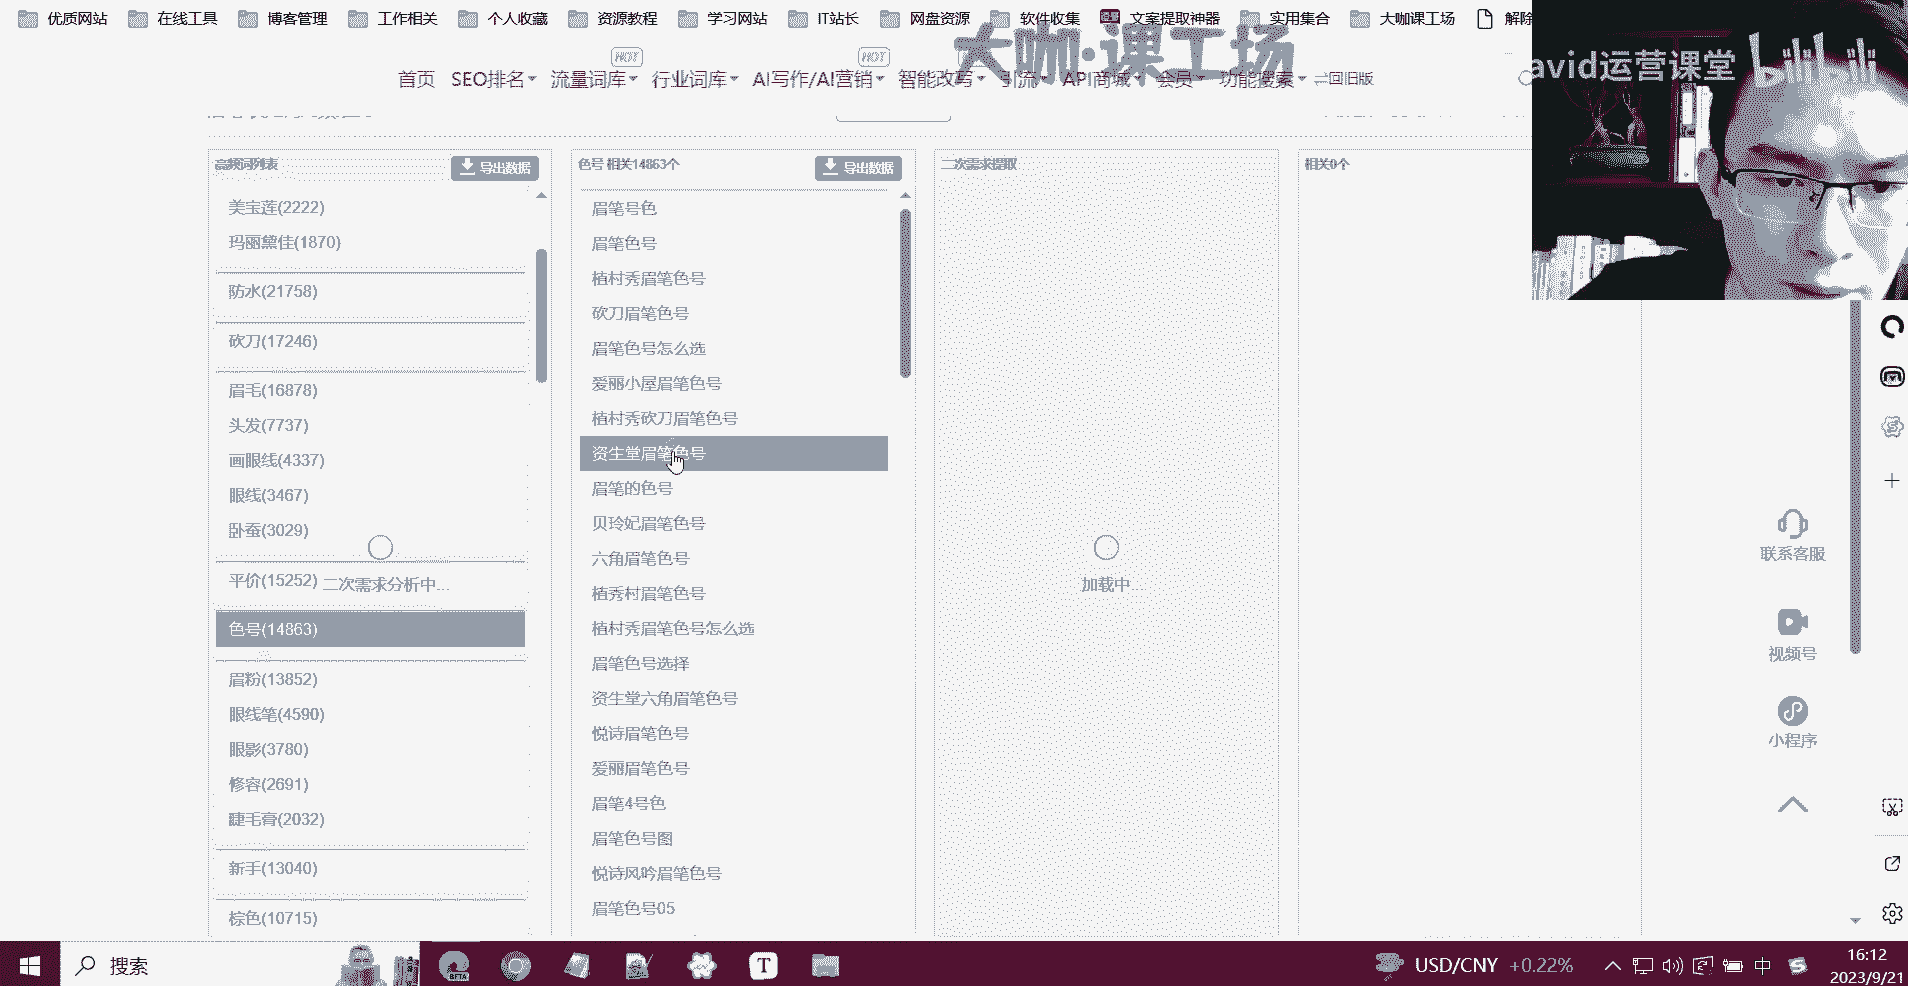 优质网站 在线工具 博客管理 工作相关 个人收藏 资源教程 学习网站 IT站长 网盘资源 软件收集 文案提取神器 实用集合 大咖课工场 解除
大咖·课工场
avid运营课堂 bilibili
HOT HOT
首页 SEO排名 流量词库 行业词库 AI写作/AI营销 智能改写 引流 API商城 会员 功能搜索 回旧版
高频词列表 导出数据
美宝莲(2222)
玛丽黛佳(1870)
防水(21758)
砍刀(17246)
眉毛(16878)
头发(7737)
画眼线(4337)
眼线(3467)
卧蚕(3029)
平价(15252)
二次需求分析中...
色号(14863)
眉粉(13852)
眼线笔(4590)
眼影(3780)
修容(2691)
睫毛膏(2032)
新手(13040)
棕色(10715)
色号 相关14863个 导出数据
眉笔号色
眉笔色号
植村秀眉笔色号
砍刀眉笔色号
眉笔色号怎么选
爱丽小屋眉笔色号
植村秀砍刀眉笔色号
资生堂眉笔色号
眉笔的色号
贝玲妃眉笔色号
六角眉笔色号
植秀村眉笔色号
植村秀眉笔色号怎么选
眉笔色号选择
资生堂六角眉笔色号
悦诗眉笔色号
爱丽眉笔色号
眉笔4号色
眉笔色号图
悦诗风吟眉笔色号
眉笔色号05
二次需求提取
加载中...
相关0个
联系客服
视频号
小程序
搜索
BETA
T
USD/CNY +0.22%
中
16:12
2023/9/21